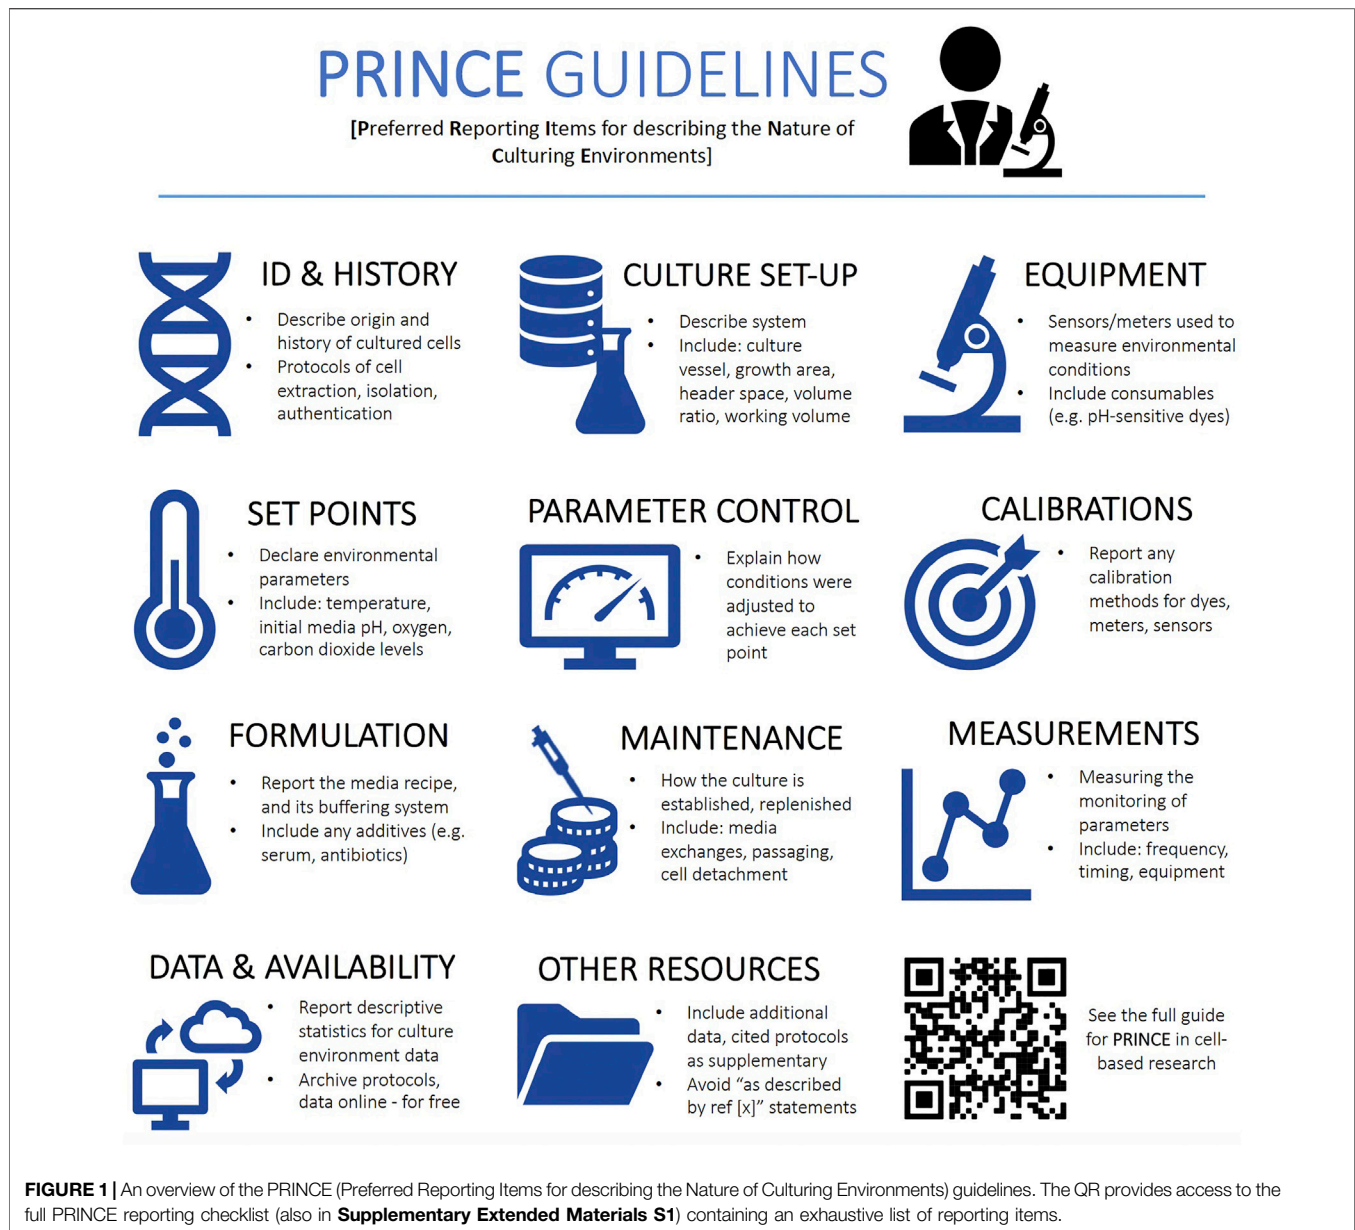 PRINCE GUIDELINES
[Preferred Reporting Items for describing the Nature of
Culturing Environments]
ID & HISTORY
• Describe origin and
history of cultured cells
• Protocols of cell
extraction, isolation,
authentication
CULTURE SET-UP
• Describe system
• Include: culture
vessel, growth area,
header space, volume
ratio, working volume
EQUIPMENT
• Sensors/meters used to
measure environmental
conditions
• Include consumables
(e.g. pH-sensitive dyes)
SET POINTS
• Declare environmental
parameters
• Include: temperature,
initial media pH, oxygen,
carbon dioxide levels
PARAMETER CONTROL
• Explain how
conditions were
adjusted to
achieve each set
point
CALIBRATIONS
• Report any
calibration
methods for dyes,
meters, sensors
FORMULATION
• Report the media recipe,
and its buffering system
• Include any additives (e.g.
serum, antibiotics)
MAINTENANCE
• How the culture is
established, replenished
• Include: media
exchanges, passaging,
cell detachment
MEASUREMENTS
• Measuring the
monitoring of
parameters
• Include: frequency,
timing, equipment
DATA & AVAILABILITY
• Report descriptive
statistics for culture
environment data
• Archive protocols,
data online - for free
OTHER RESOURCES
• Include additional
data, cited protocols
as supplementary
• Avoid “as described
by ref [x]” statements
See the full guide
for PRINCE in cell-
based research
FIGURE 1 | An overview of the PRINCE (Preferred Reporting Items for describing the Nature of Culturing Environments) guidelines. The QR provides access to the
full PRINCE reporting checklist (also in Supplementary Extended Materials S1) containing an exhaustive list of reporting items.